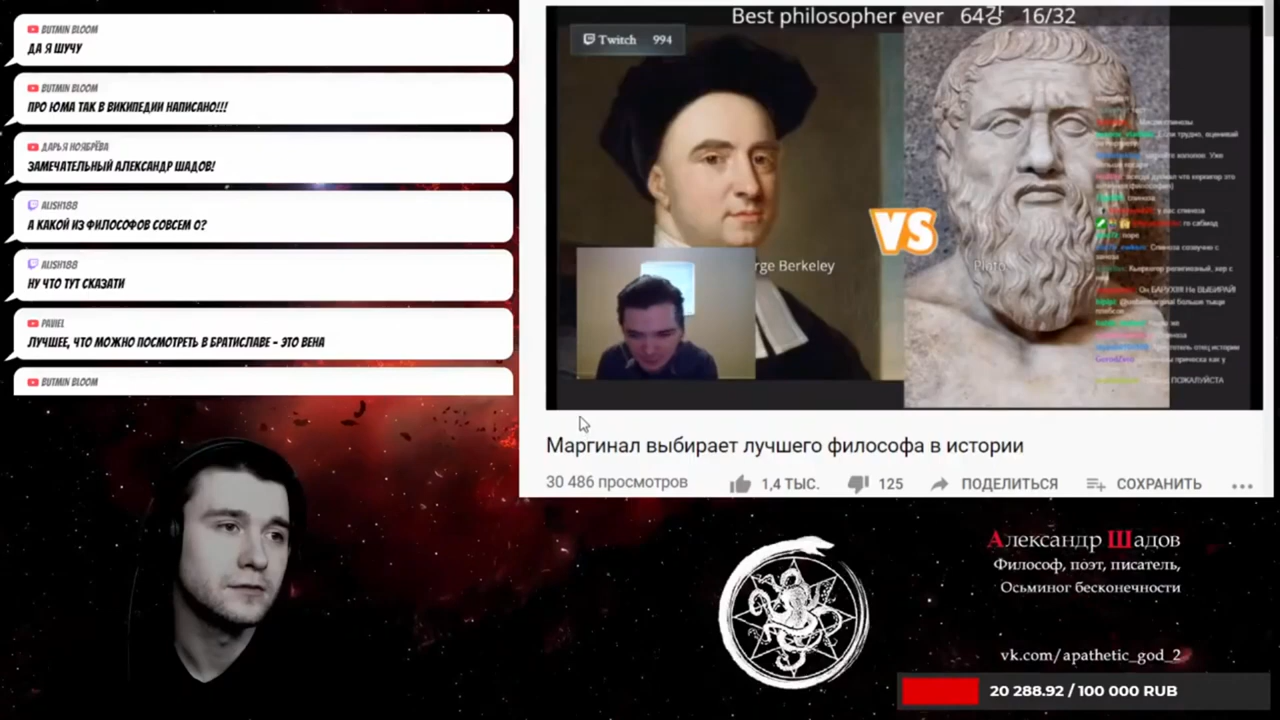 BUTMIN BLOOM
ДА Я ШУЧУ
BUTMIN BLOOM
ПРО ЮМА ТАК В ВИКИПЕДИИ НАПИСАНО!!!
ДАРЬЯ НОЯБРЁВА
ЗАМЕЧАТЕЛЬНЫЙ АЛЕКСАНДР ШАДОВ!
ALISH188
А КАКОЙ ИЗ ФИЛОСОФОВ СОВСЕМ О?
ALISH188
НУ ЧТО ТУТ СКАЗАТИ
PAVIEL
ЛУЧШЕЕ, ЧТО МОЖНО ПОСМОТРЕТЬ В БРАТИСЛАВЕ - ЭТО ВЕНА
BUTMIN BLOOM
Best philosopher ever 64강 16/32
Twitch 994
VS
rge Berkeley
Plato
Маргинал выбирает лучшего философа в истории
30 486 просмотров
1,4 ТЫС.
125
ПОДЕЛИТЬСЯ
СОХРАНИТЬ
Александр Шадов
Философ, поэт, писатель,
Осьминог бесконечности
vk.com/apathetic_god_2
20 288.92 / 100 000 RUB